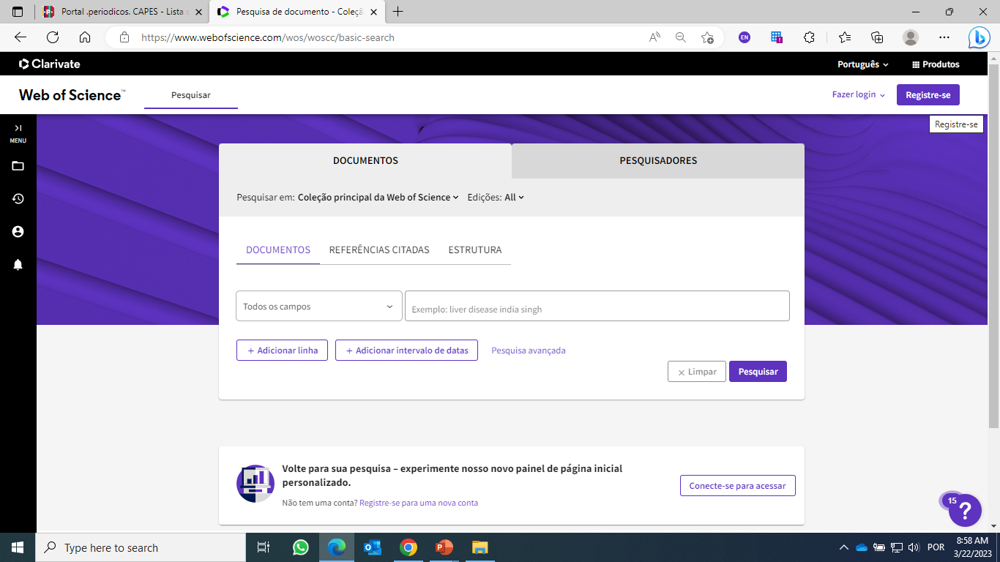 Portal .periodicos. CAPES - Lista
Pesquisa de documento - Coleçã
https://www.webofscience.com/wos/woscc/basic-search
EN
Clarivate
Português
Produtos
Web of Science™
Pesquisar
Fazer login
Registre-se
MENU
Registre-se
DOCUMENTOS
PESQUISADORES
Pesquisar em: Coleção principal da Web of Science
Edições: All
DOCUMENTOS
REFERÊNCIAS CITADAS
ESTRUTURA
Todos os campos
Exemplo: liver disease india singh
+ Adicionar linha
+ Adicionar intervalo de datas
Pesquisa avançada
× Limpar
Pesquisar
Volte para sua pesquisa – experimente nosso novo painel de página inicial
personalizado.
Não tem uma conta? Registre-se para uma nova conta
Conecte-se para acessar
15
?
Type here to search
POR
8:58 AM
3/22/2023